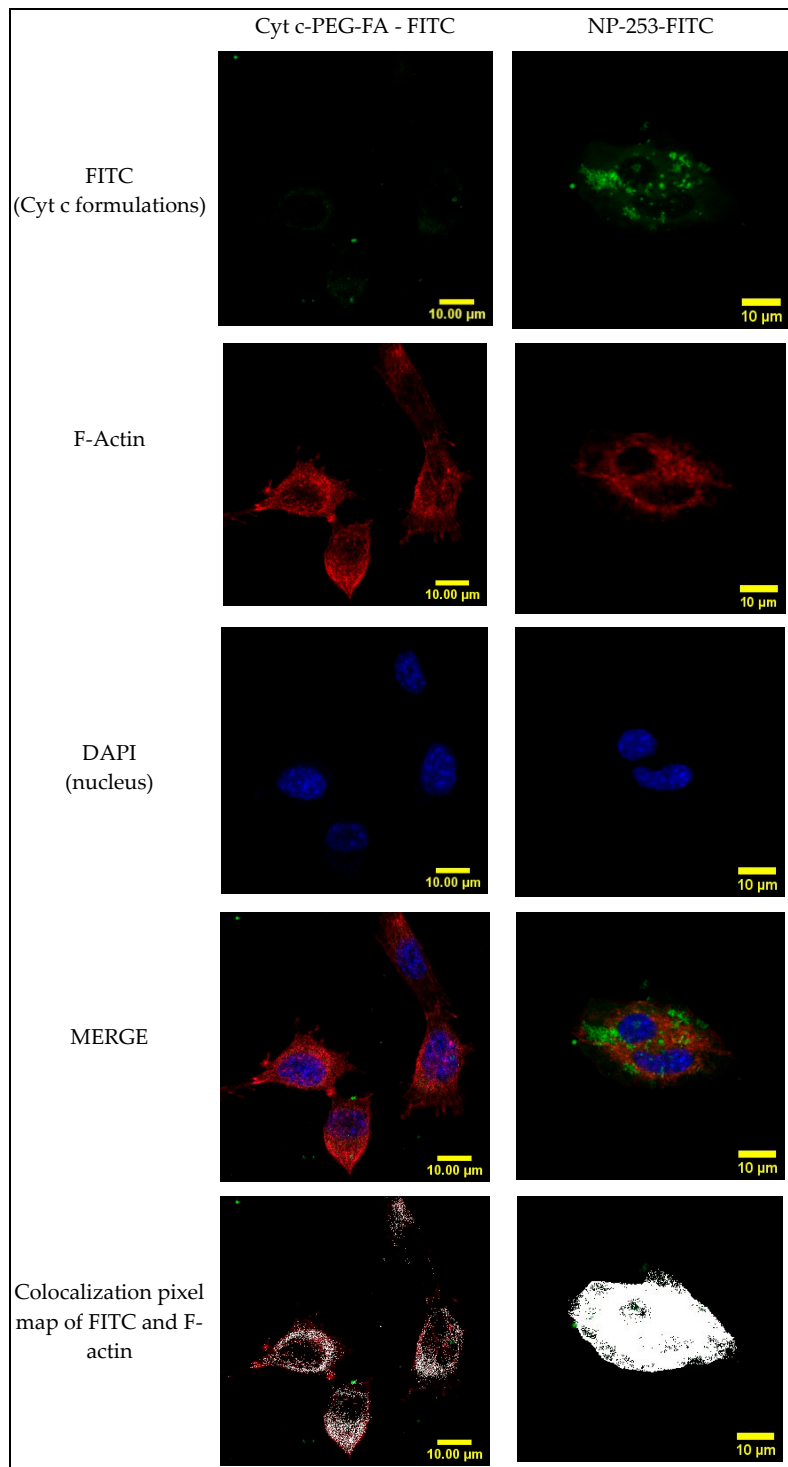 Cyt c-PEG-FA - FITC
NP-253-FITC
FITC
(Cyt c formulations)
10.00 µm
10 µm
F-Actin
10.00 µm
10 µm
DAPI
(nucleus)
10.00 µm
10 µm
MERGE
10.00 µm
10 µm
Colocalization pixel
map of FITC and F-
actin
10.00 µm
10 µm